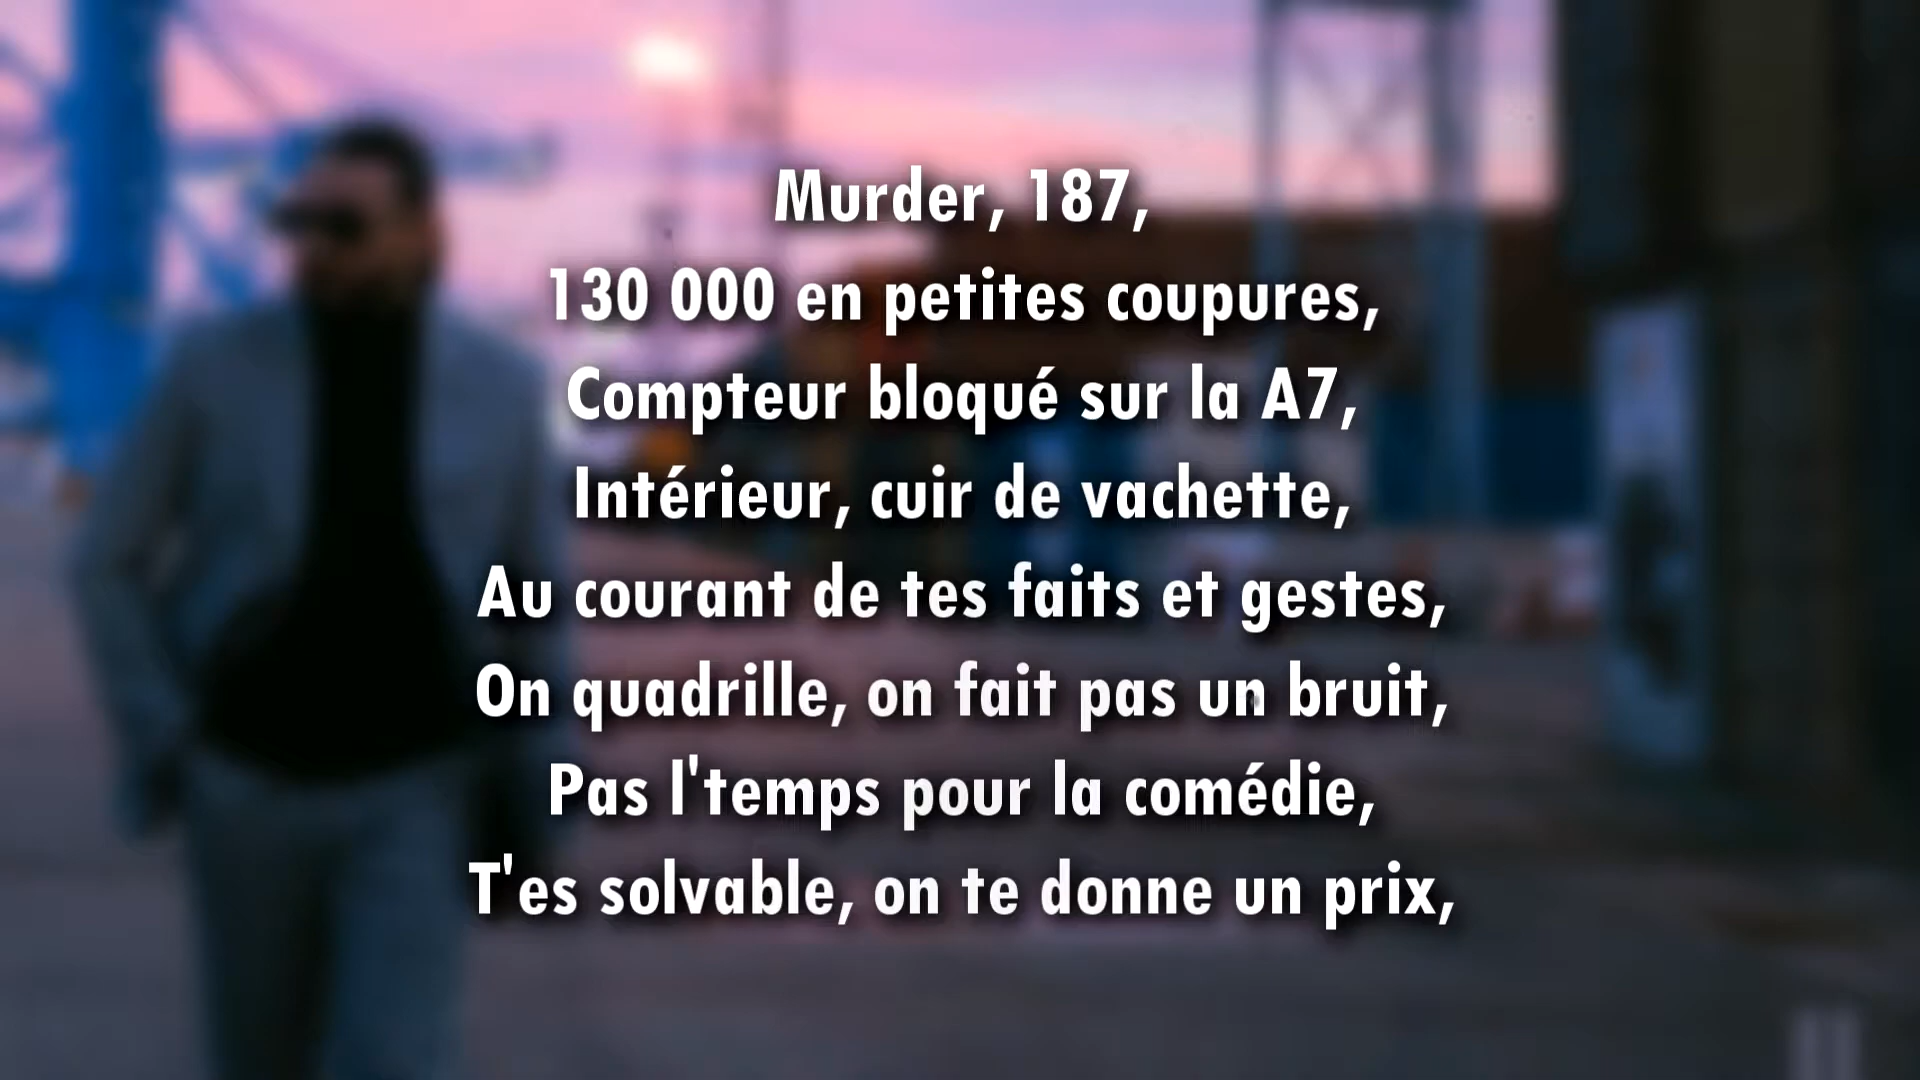 Murder, 187,
130 000 en petites coupures,
Compteur bloqué sur la A7,
Intérieur, cuir de vachette,
Au courant de tes faits et gestes,
On quadrille, on fait pas un bruit,
Pas l'temps pour la comédie,
T'es solvable, on te donne un prix,